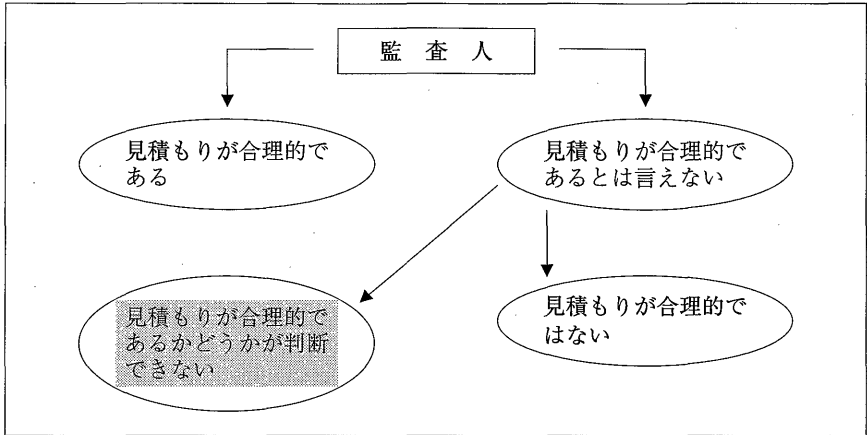 監 査 人
見積もりが合理的で
ある
見積もりが合理的で
あるとは言えない
見積もりが合理的で
あるかどうかが判断
できない
見積もりが合理的で
はない